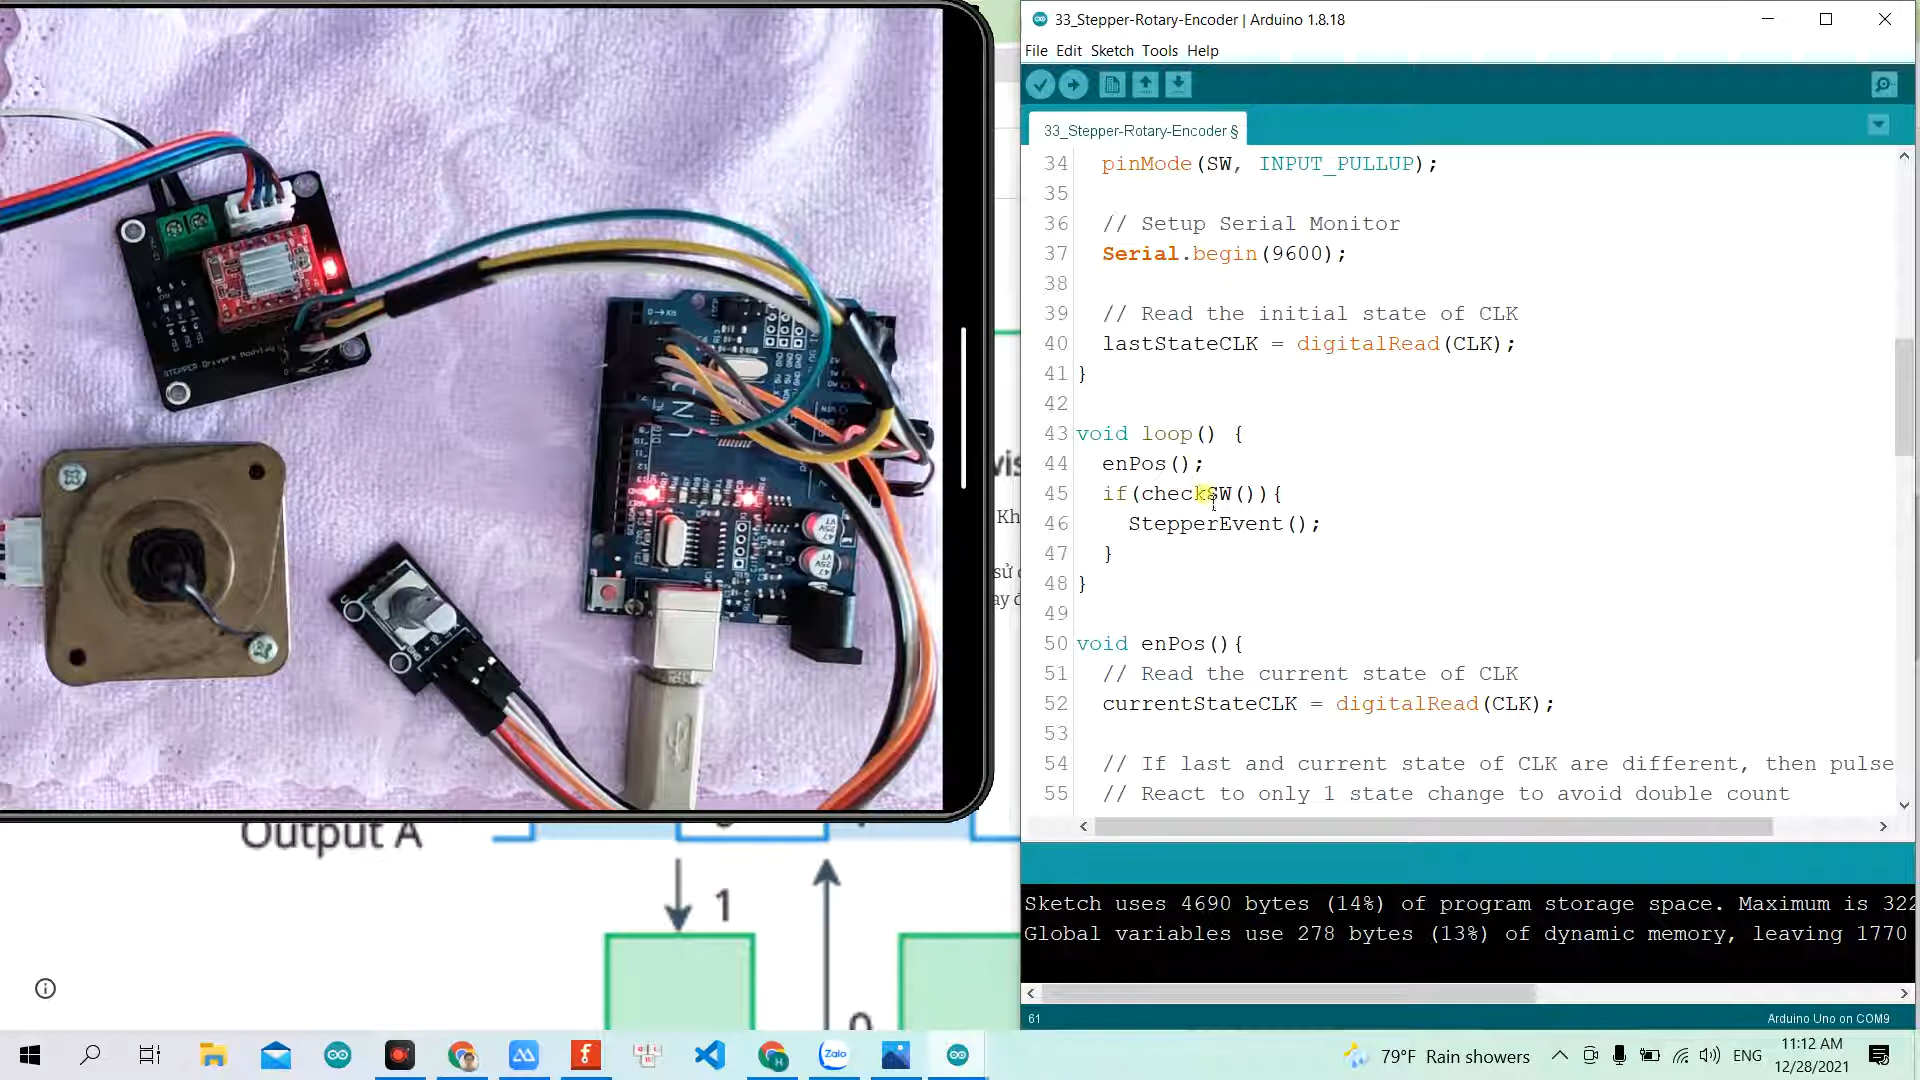 33_Stepper-Rotary-Encoder | Arduino 1.8.18
File Edit Sketch Tools Help
33_Stepper-Rotary-Encoder §
34 pinMode(SW, INPUT_PULLUP);
35
36 // Setup Serial Monitor
37 Serial.begin(9600);
38
39 // Read the initial state of CLK
40 lastStateCLK = digitalRead(CLK);
41 }
42
43 void loop() {
44 enPos();
45 if(checkSW()){
46 StepperEvent();
47 }
48 }
49
50 void enPos(){
51 // Read the current state of CLK
52 currentStateCLK = digitalRead(CLK);
53
54 // If last and current state of CLK are different, then pulse
55 // React to only 1 state change to avoid double count
Sketch uses 4690 bytes (14%) of program storage space. Maximum is 322
Global variables use 278 bytes (13%) of dynamic memory, leaving 1770
61
Arduino Uno on COM9
STEPPER Drivers
UN
GND
Kh
sử
Output A
1
0
Zalo
79°F Rain showers
ENG
11:12 AM
12/28/2021